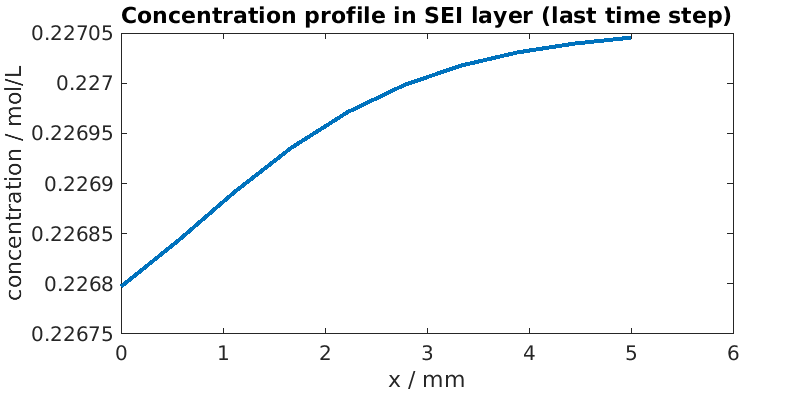 Concentration profile in SEI layer (last time step)
concentration / mol/L
0.22705
0.227
0.22695
0.2269
0.22685
0.2268
0.22675
0 1 2 3 4 5 6
x / mm